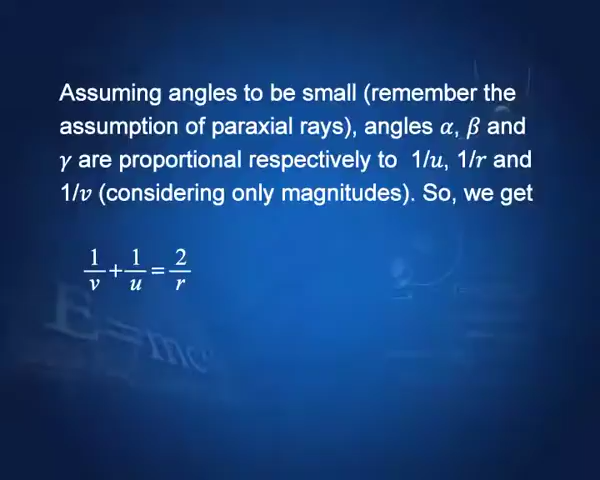 Assuming angles to be small (remember the
assumption of paraxial rays), angles α, β and
γ are proportional respectively to 1/u, 1/r and
1/v (considering only magnitudes). So, we get
1/v + 1/u = 2/r
E=mc